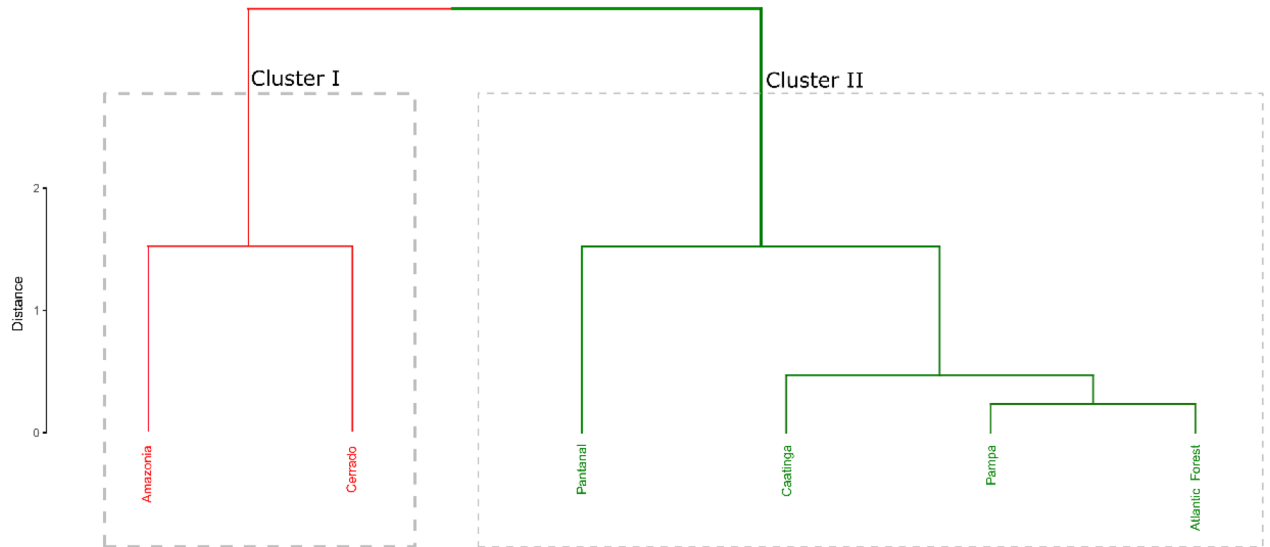 Cluster I
Cluster II
2
1
0
Distance
Amazonia
Cerrado
Pantanal
Caatinga
Pampa
Atlantic Forest